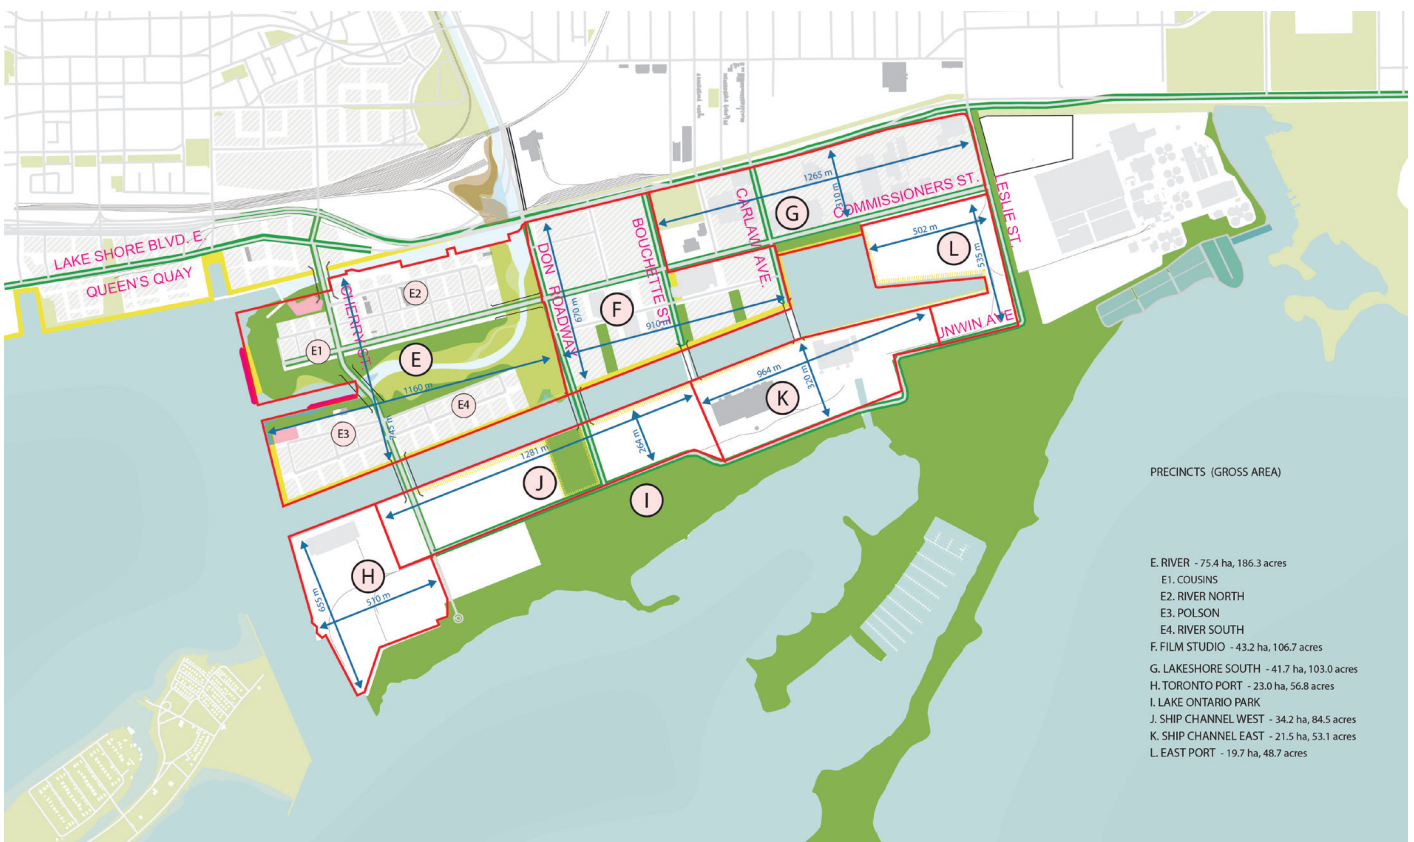 LAKE SHORE BLVD. E.
QUEEN'S QUAY
CHERRY ST.
DON ROADWAY
BOUCHETTE ST.
CARLAW AVE.
COMMISSIONERS ST.
LESLIE ST.
UNWIN AVE
E
E1
E2
E3
E4
F
G
H
I
J
K
L
1265 m
310 m
502 m
535 m
670 m
910 m
1160 m
745 m
964 m
320 m
1281 m
264 m
655 m
510 m
PRECINCTS (GROSS AREA)
E. RIVER - 75.4 ha, 186.3 acres
E1. COUSINS
E2. RIVER NORTH
E3. POLSON
E4. RIVER SOUTH
F. FILM STUDIO - 43.2 ha, 106.7 acres
G. LAKESHORE SOUTH - 41.7 ha, 103.0 acres
H. TORONTO PORT - 23.0 ha, 56.8 acres
I. LAKE ONTARIO PARK
J. SHIP CHANNEL WEST - 34.2 ha, 84.5 acres
K. SHIP CHANNEL EAST - 21.5 ha, 53.1 acres
L. EAST PORT - 19.7 ha, 48.7 acres